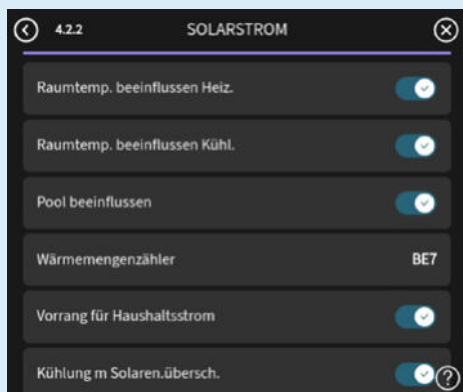 4.2.2 SOLARSTROM
Raumtemp. beeinflussen Heiz.
Raumtemp. beeinflussen Kühl.
Pool beeinflussen
Wärmemengenzähler BE7
Vorrang für Haushaltsstrom
Kühlung m Solaren.übersch.
?